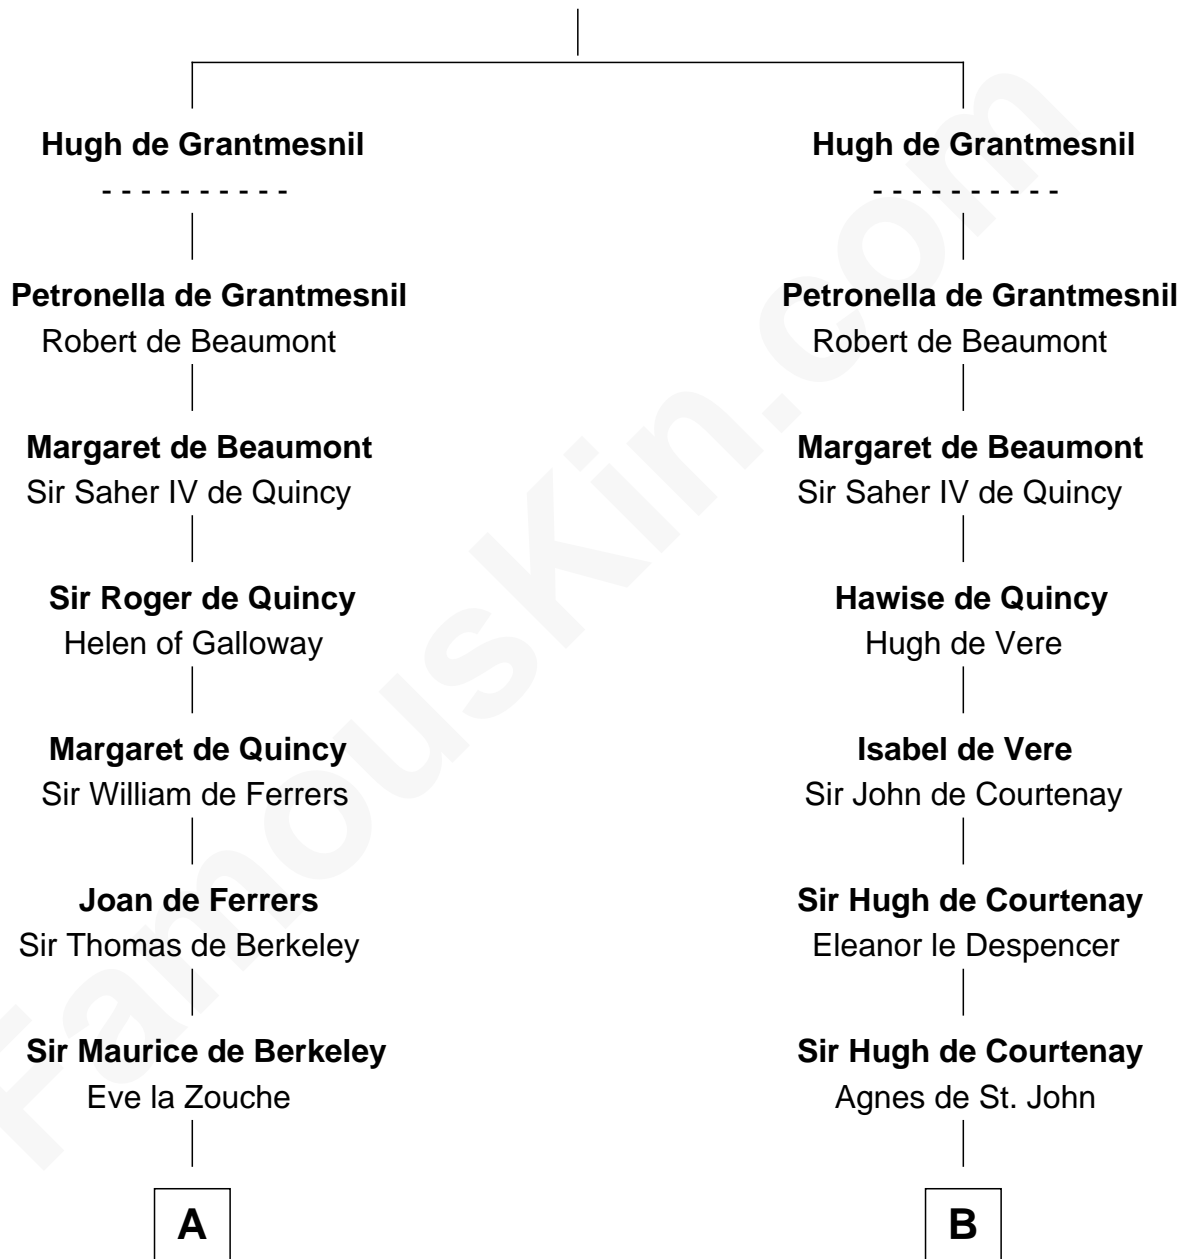 Hugh de Grantmesnil
- - - - - - - - - -
Petronella de Grantmesnil
Robert de Beaumont
Margaret de Beaumont
Sir Saher IV de Quincy
Sir Roger de Quincy
Helen of Galloway
Margaret de Quincy
Sir William de Ferrers
Joan de Ferrers
Sir Thomas de Berkeley
Sir Maurice de Berkeley
Eve la Zouche
A
Hugh de Grantmesnil
- - - - - - - - - -
Petronella de Grantmesnil
Robert de Beaumont
Margaret de Beaumont
Sir Saher IV de Quincy
Hawise de Quincy
Hugh de Vere
Isabel de Vere
Sir John de Courtenay
Sir Hugh de Courtenay
Eleanor le Despencer
Sir Hugh de Courtenay
Agnes de St. John
B
FamousKin.com